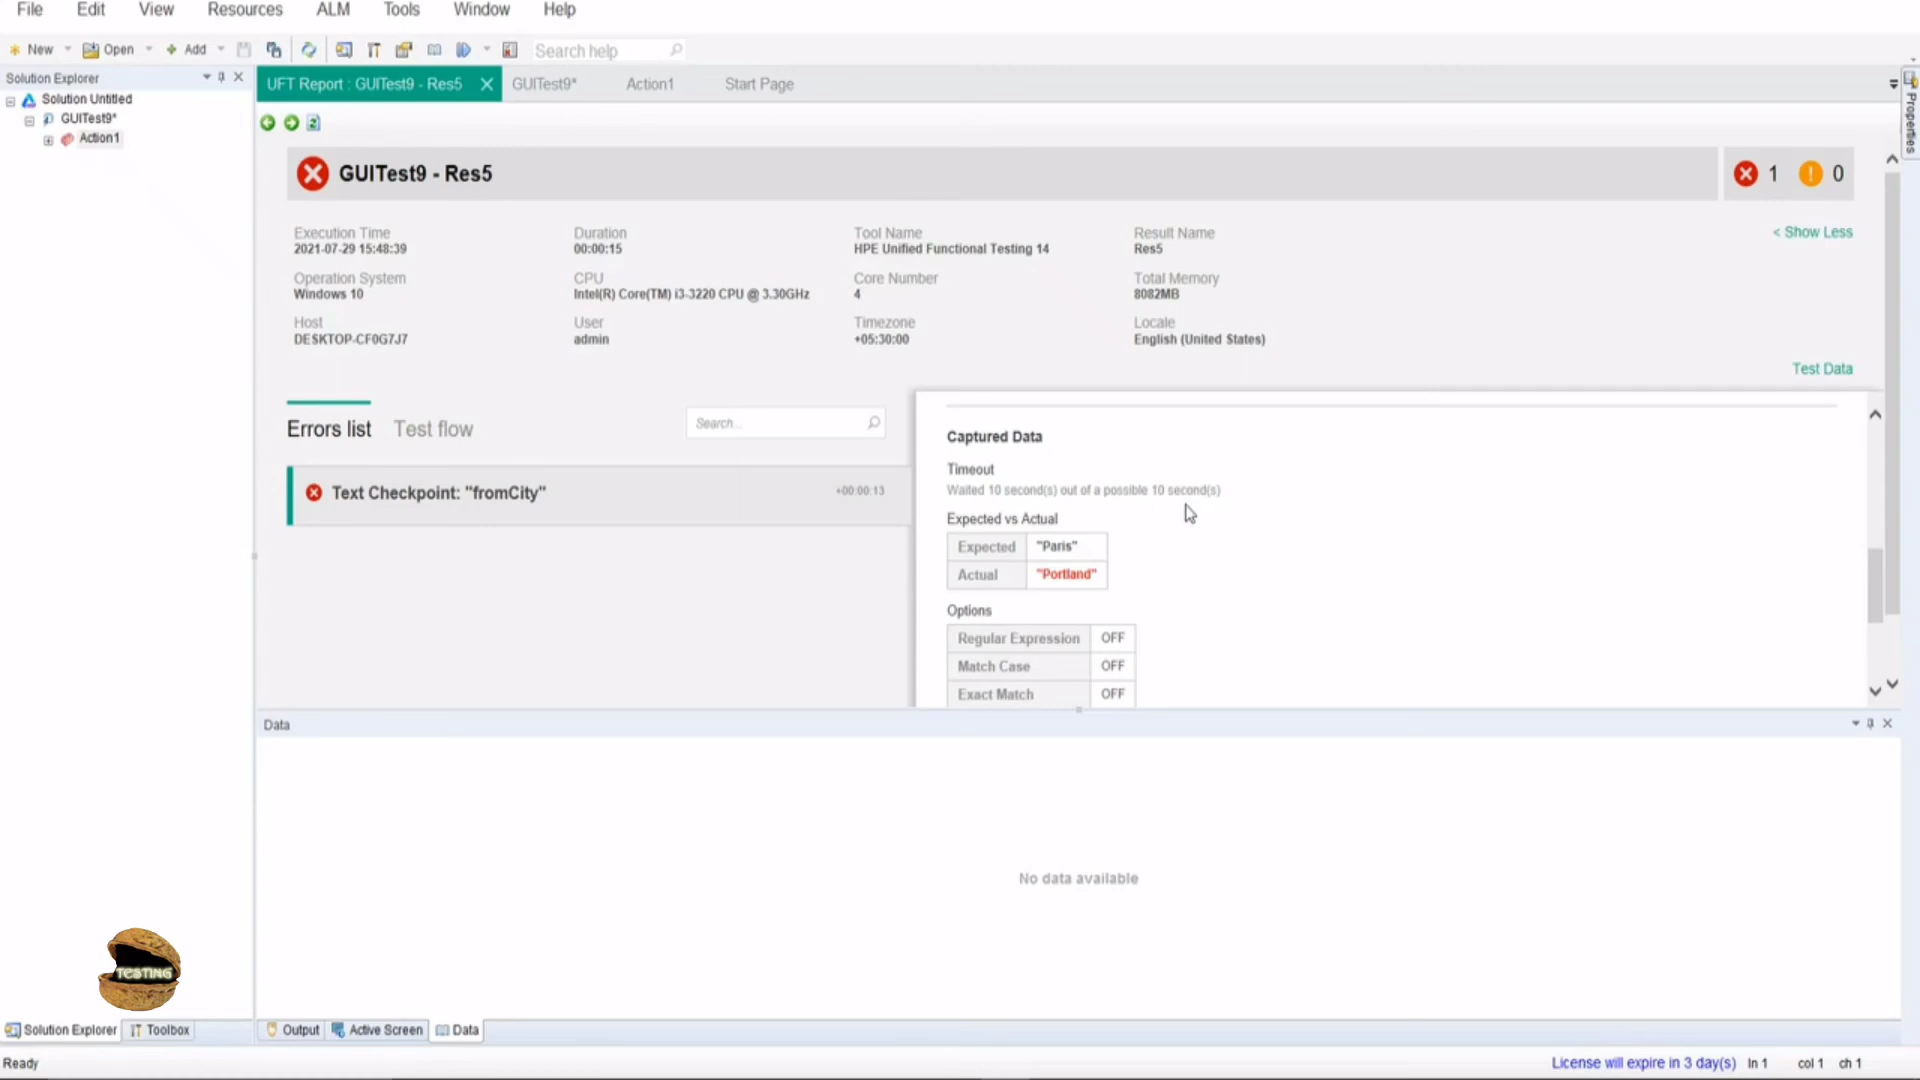 File Edit View Resources ALM Tools Window Help
New Open Add Search help
Solution Explorer
UFT Report : GUITest9 - Res5 GUITest9* Action1 Start Page
Properties
Solution Untitled
GUITest9*
Action1
GUITest9 - Res5
1 0
Execution Time Duration Tool Name Result Name
< Show Less
2021-07-29 15:48:39 00:00:15 HPE Unified Functional Testing 14 Res5
Operation System CPU Core Number Total Memory
Windows 10 Intel(R) Core(TM) i3-3220 CPU @ 3.30GHz 4 8082MB
Host User Timezone Locale
DESKTOP-CF0G7J7 admin +05:30:00 English (United States)
Test Data
Errors list Test flow Search...
Text Checkpoint: "fromCity" +00:00:13
Captured Data
Timeout
Waited 10 second(s) out of a possible 10 second(s)
Expected vs Actual
Expected "Paris"
Actual "Portland"
Options
Regular Expression OFF
Match Case OFF
Exact Match OFF
Data
No data available
TESTING
Solution Explorer Toolbox Output Active Screen Data
Ready License will expire in 3 day(s) ln 1 col 1 ch 1